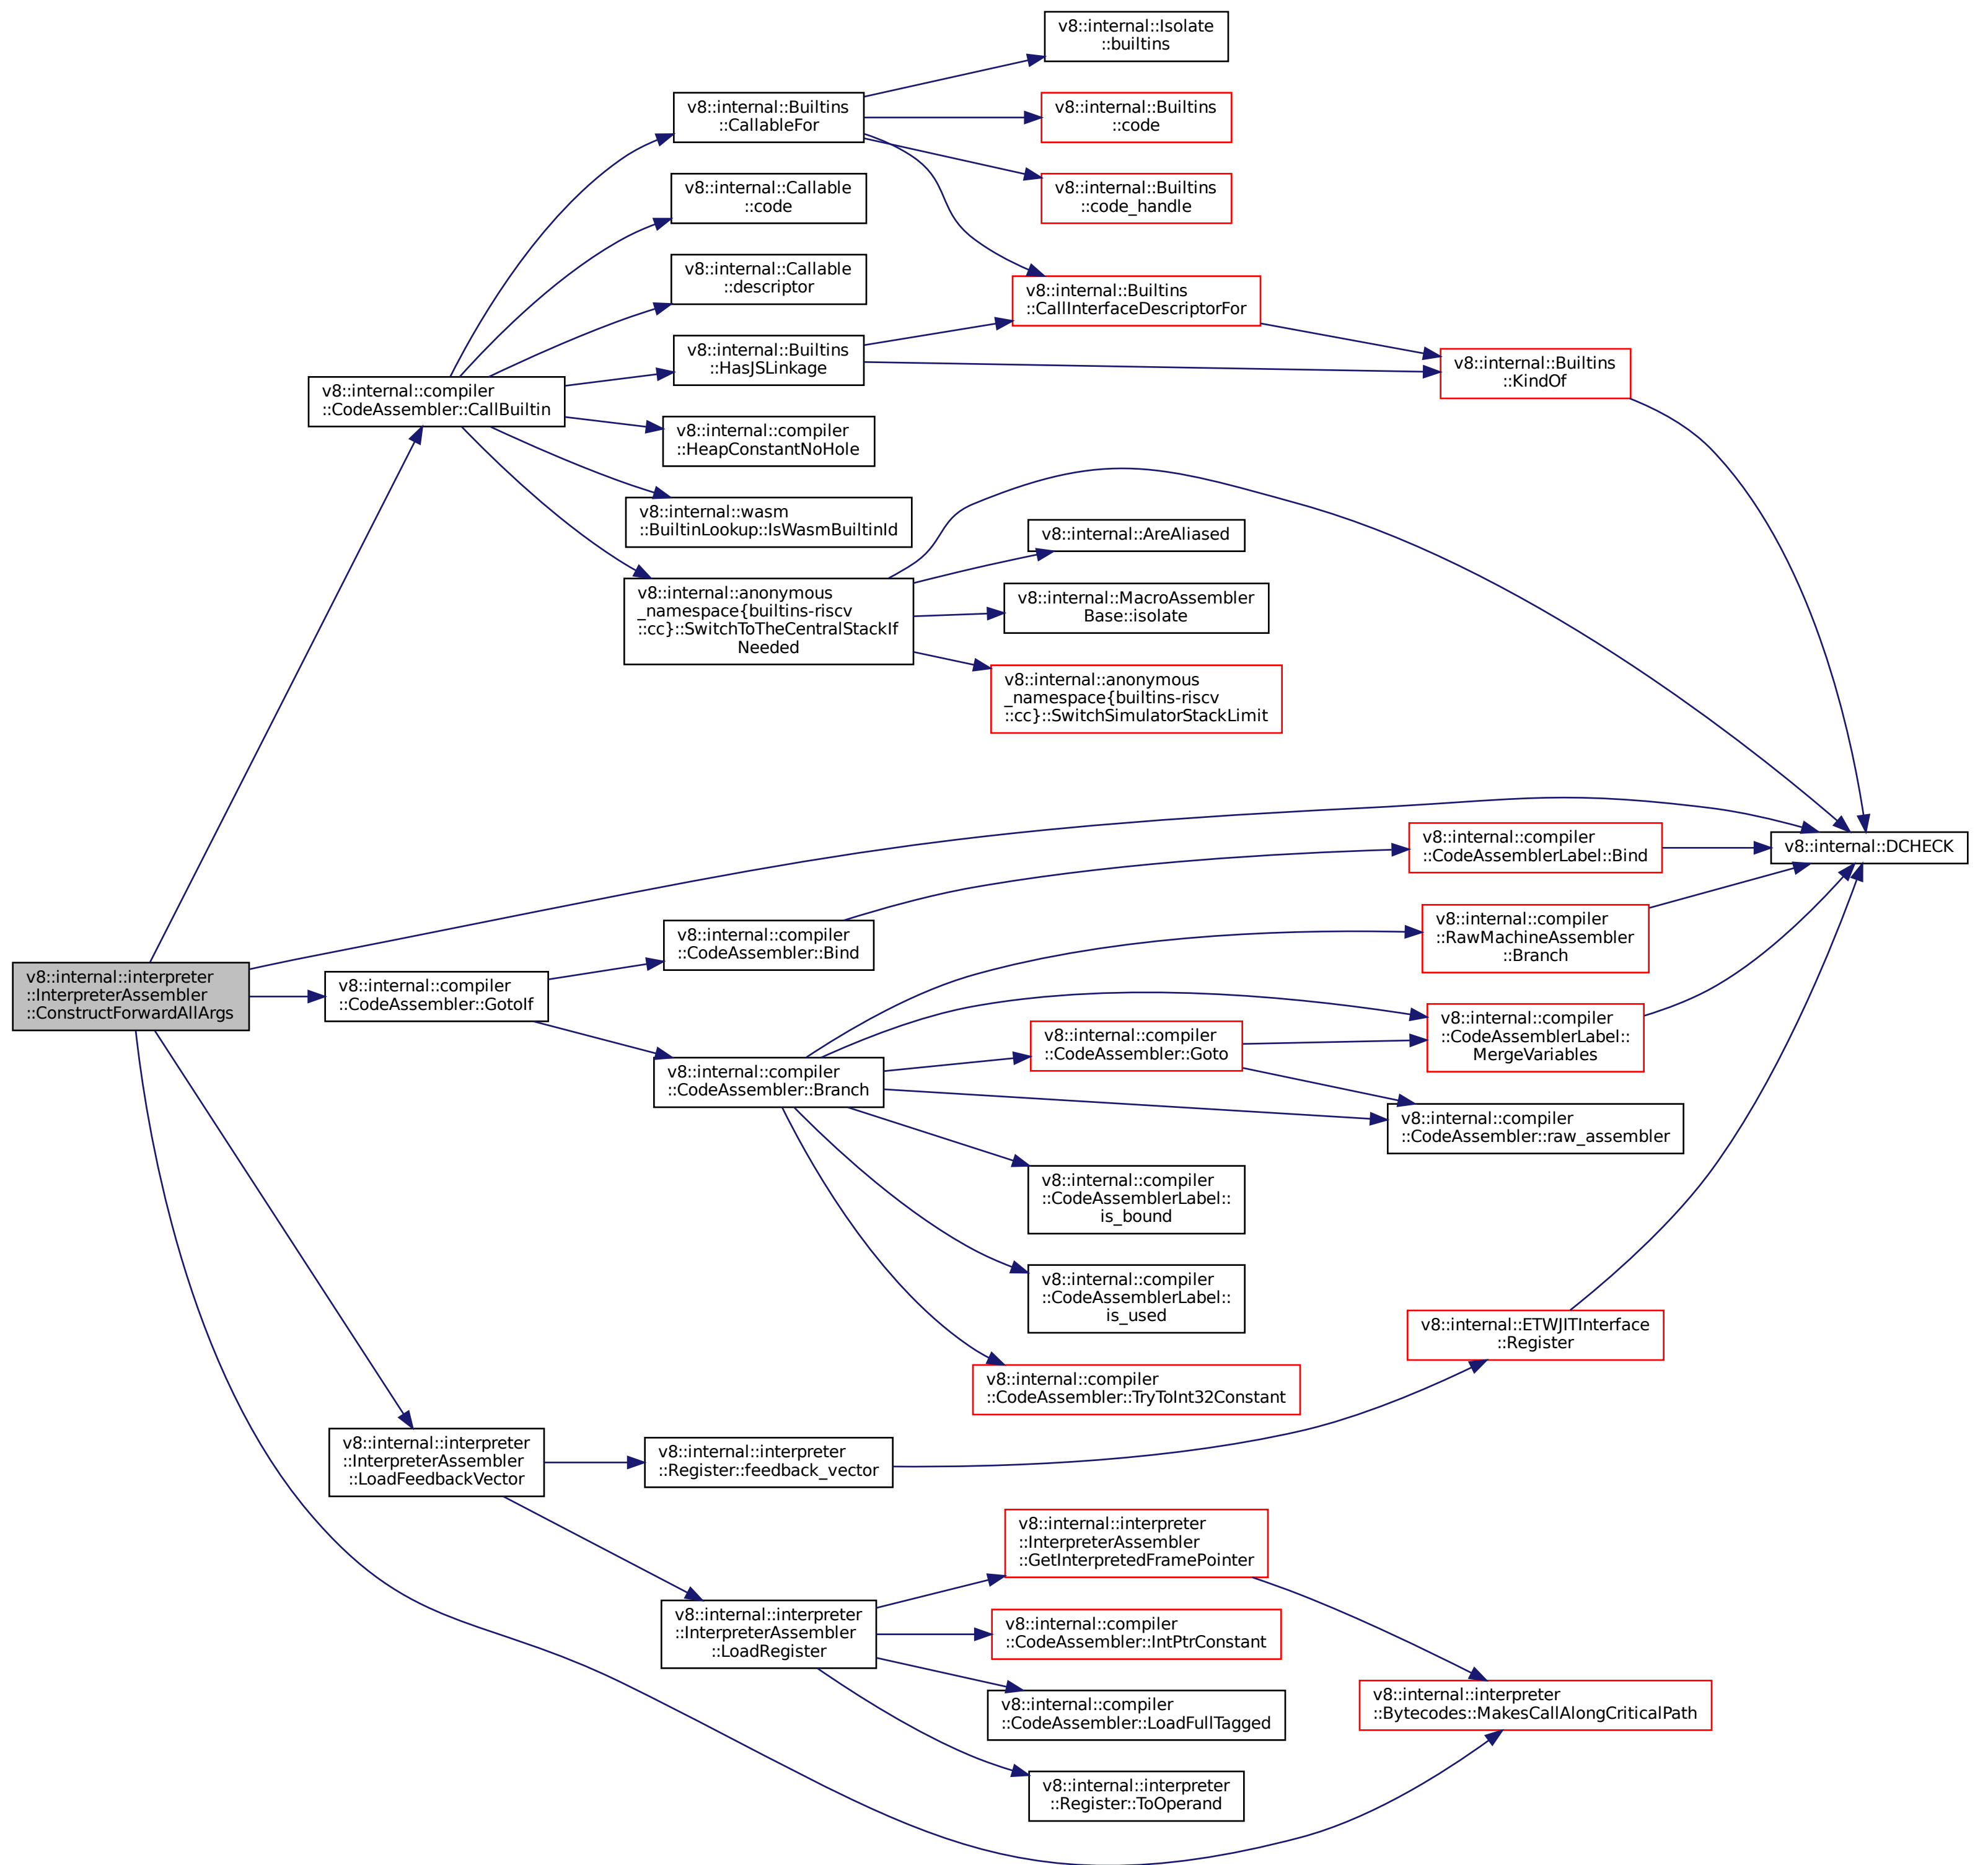 v8::internal::Isolate
::builtins
v8::internal::Builtins
::CallableFor
v8::internal::Builtins
::code
v8::internal::Callable
::code
v8::internal::Builtins
::code_handle
v8::internal::Callable
::descriptor
v8::internal::Builtins
::CallInterfaceDescriptorFor
v8::internal::Builtins
::HasJSLinkage
v8::internal::Builtins
::KindOf
v8::internal::compiler
::CodeAssembler::CallBuiltin
v8::internal::compiler
::HeapConstantNoHole
v8::internal::wasm
::BuiltinLookup::IsWasmBuiltinId
v8::internal::AreAliased
v8::internal::anonymous
_namespace{builtins-riscv
::cc}::SwitchToTheCentralStackIf
Needed
v8::internal::MacroAssembler
Base::isolate
v8::internal::anonymous
_namespace{builtins-riscv
::cc}::SwitchSimulatorStackLimit
v8::internal::compiler
::CodeAssemblerLabel::Bind
v8::internal::DCHECK
v8::internal::compiler
::CodeAssembler::Bind
v8::internal::compiler
::RawMachineAssembler
::Branch
v8::internal::interpreter
::InterpreterAssembler
::ConstructForwardAllArgs
v8::internal::compiler
::CodeAssembler::GotoIf
v8::internal::compiler
::CodeAssembler::Goto
v8::internal::compiler
::CodeAssemblerLabel::
MergeVariables
v8::internal::compiler
::CodeAssembler::Branch
v8::internal::compiler
::CodeAssembler::raw_assembler
v8::internal::compiler
::CodeAssemblerLabel::
is_bound
v8::internal::compiler
::CodeAssemblerLabel::
is_used
v8::internal::ETWJITInterface
::Register
v8::internal::compiler
::CodeAssembler::TryToInt32Constant
v8::internal::interpreter
::InterpreterAssembler
::LoadFeedbackVector
v8::internal::interpreter
::Register::feedback_vector
v8::internal::interpreter
::InterpreterAssembler
::GetInterpretedFramePointer
v8::internal::interpreter
::InterpreterAssembler
::LoadRegister
v8::internal::compiler
::CodeAssembler::IntPtrConstant
v8::internal::compiler
::CodeAssembler::LoadFullTagged
v8::internal::interpreter
::Bytecodes::MakesCallAlongCriticalPath
v8::internal::interpreter
::Register::ToOperand